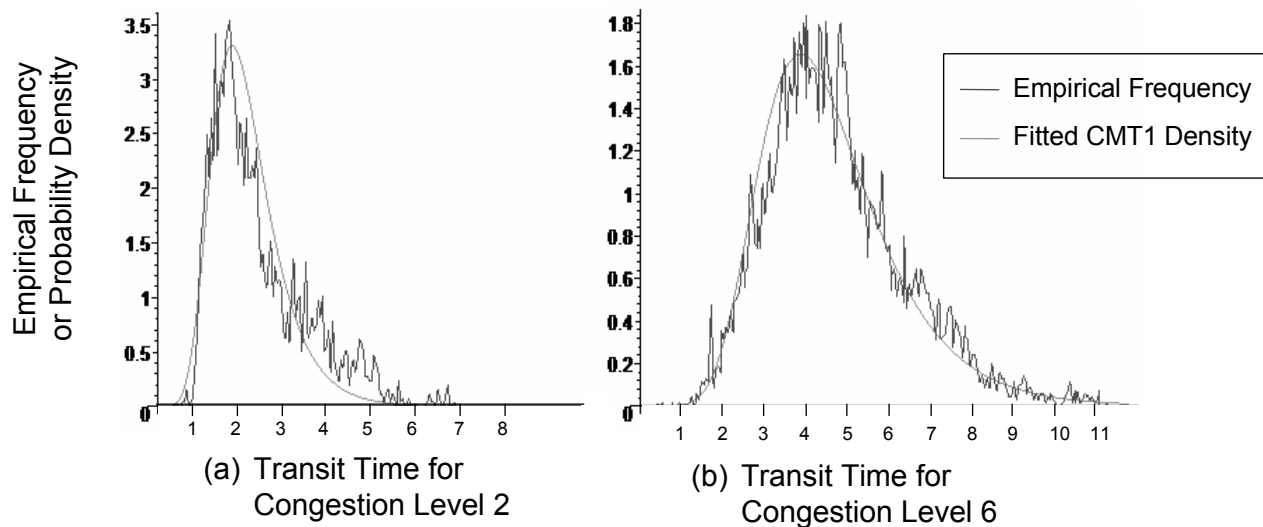 Empirical Frequency
or Probability Density
3.5
3.
2.5
2.
1.5
1
0.5
0
1 2 3 4 5 6 7 8
(a) Transit Time for
Congestion Level 2
1.8
1.6
1.4
1.2
1
0.8
0.6
0.4
0.2
0
1 2 3 4 5 6 7 8 9 10 11
(b) Transit Time for
Congestion Level 6
Empirical Frequency
Fitted CMT1 Density